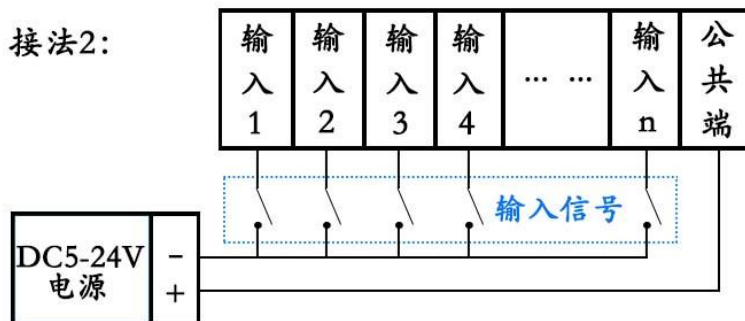 接法2:
输入1
输入2
输入3
输入4
... ...
输入n
公共端
输入信号
DC5-24V
电源
-
+